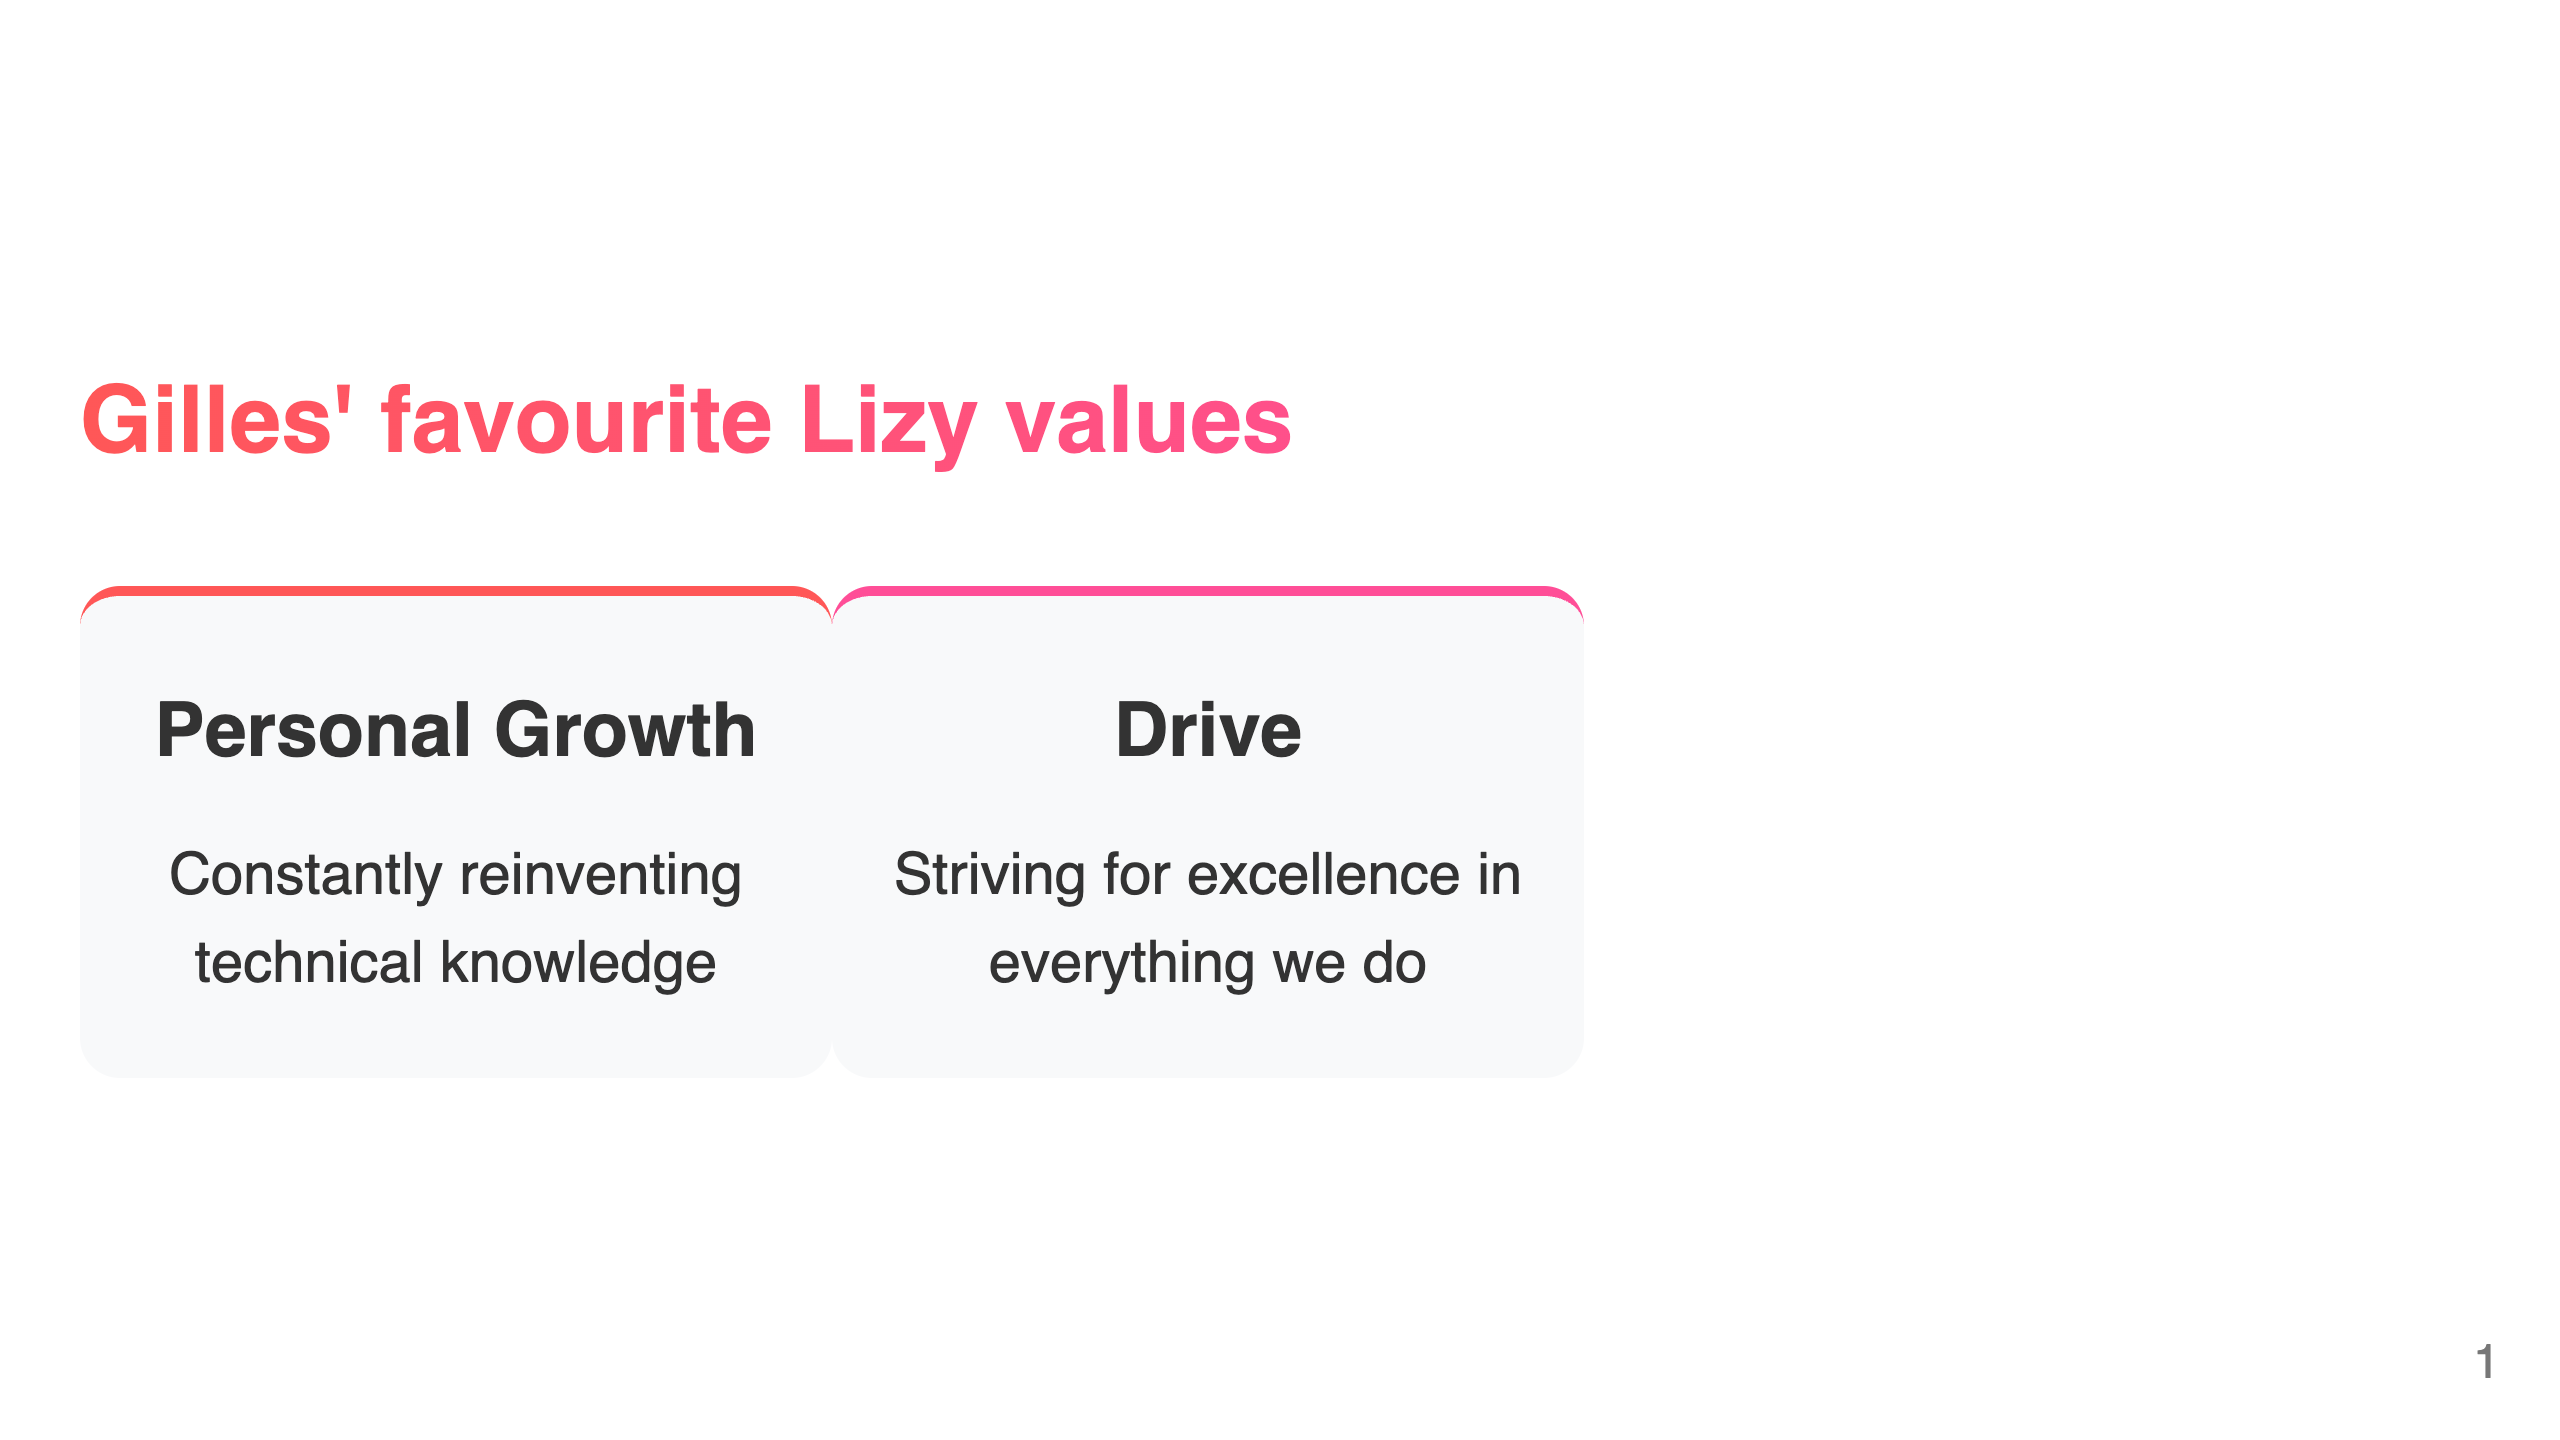 Gilles' favourite Lizy values
Personal Growth
Constantly reinventing
technical knowledge
Drive
Striving for excellence in
everything we do
1